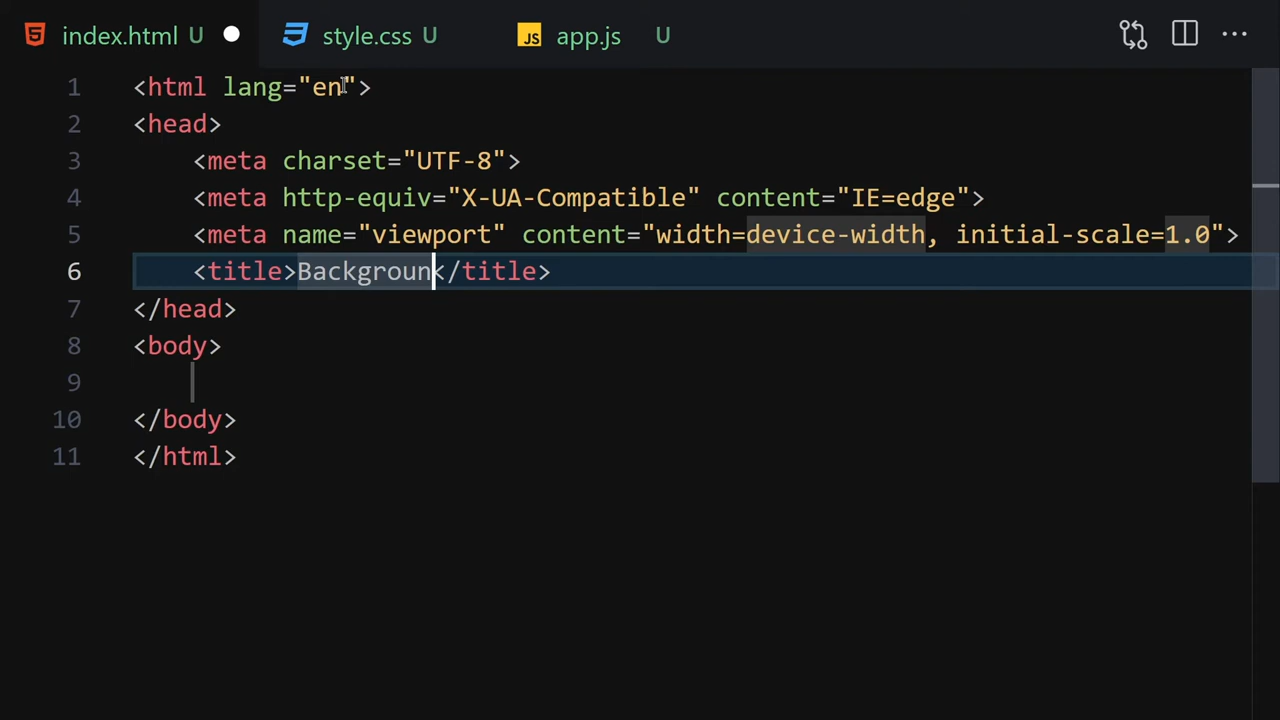 index.html U style.css U JS app.js U
1 <html lang="en">
2 <head>
3     <meta charset="UTF-8">
4     <meta http-equiv="X-UA-Compatible" content="IE=edge">
5     <meta name="viewport" content="width=device-width, initial-scale=1.0">
6     <title>Backgroun</title>
7 </head>
8 <body>
9
10 </body>
11 </html>